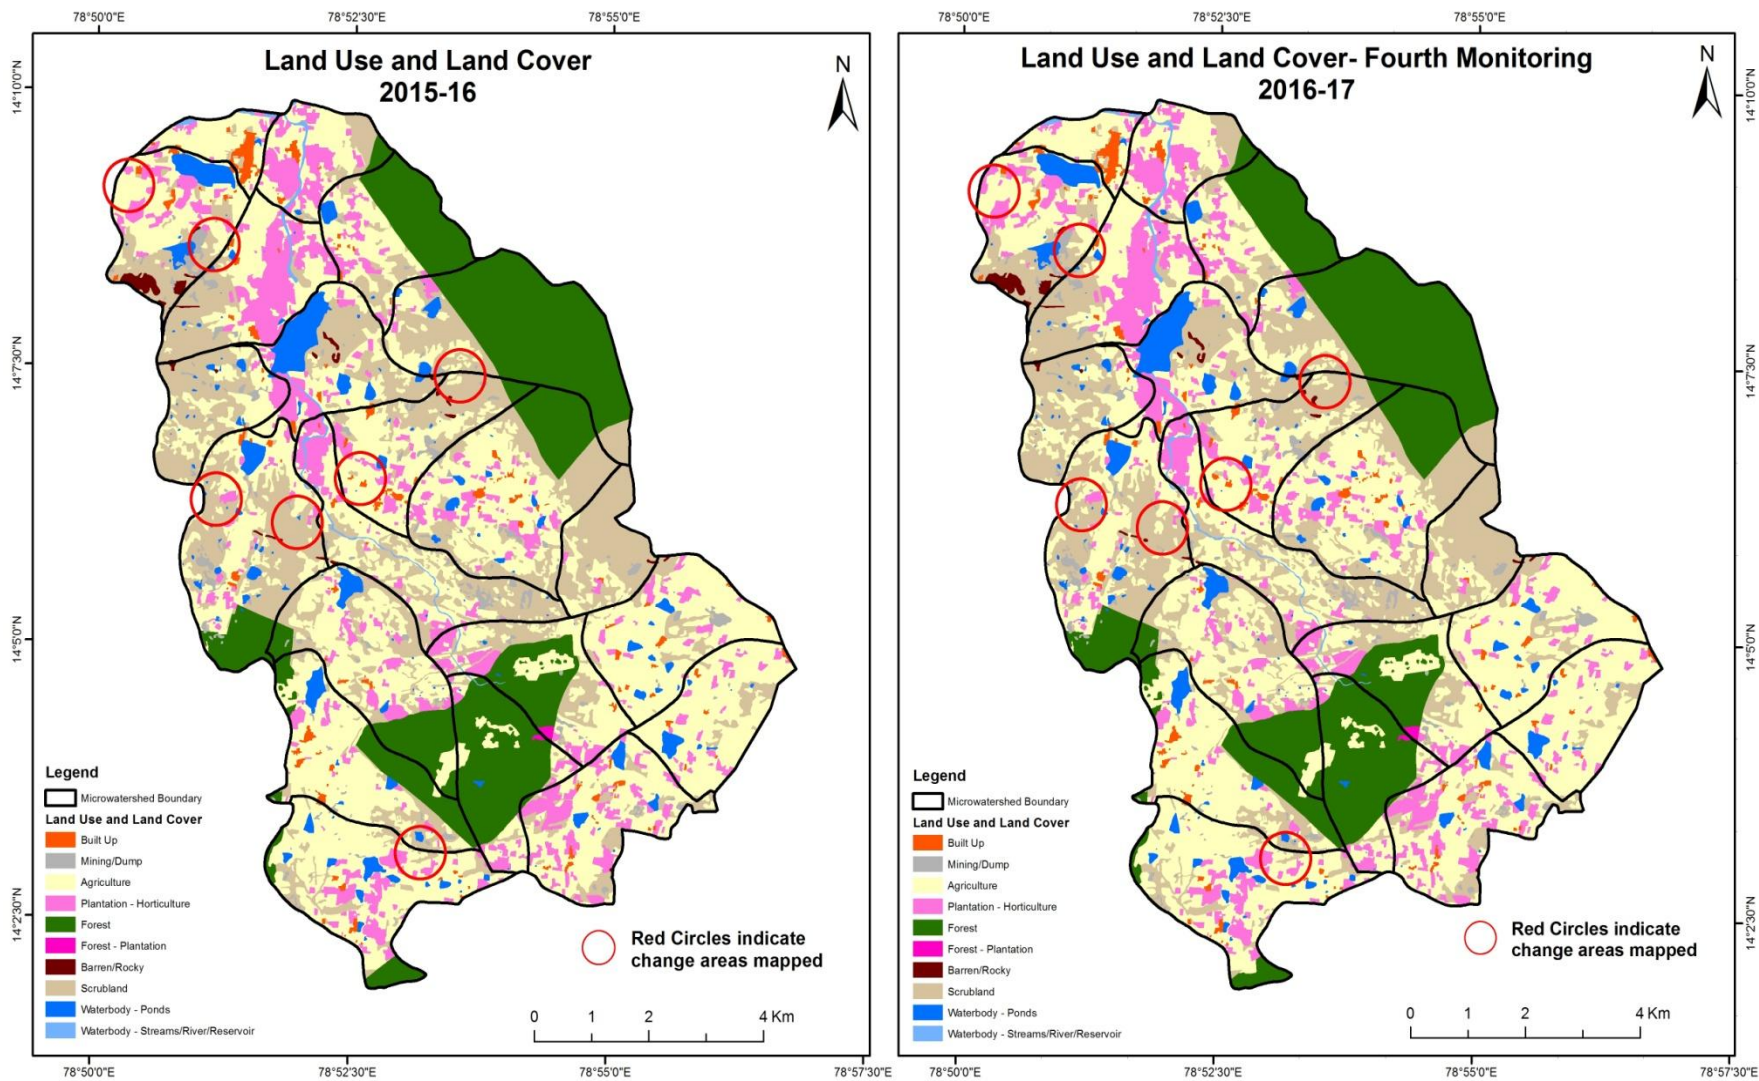 78°50'0"E 78°52'30"E 78°55'0"E
Land Use and Land Cover
2015-16
N
14°10'0"N
14°7'30"N
14°5'0"N
14°2'30"N
Legend
Microwatershed Boundary
Land Use and Land Cover
Built Up
Mining/Dump
Agriculture
Plantation - Horticulture
Forest
Forest - Plantation
Barren/Rocky
Scrubland
Waterbody - Ponds
Waterbody - Streams/River/Reservoir
Red Circles indicate
change areas mapped
0 1 2 4 Km
78°50'0"E 78°52'30"E 78°55'0"E 78°57'30"E
78°50'0"E 78°52'30"E 78°55'0"E
Land Use and Land Cover- Fourth Monitoring
2016-17
N
14°10'0"N
14°7'30"N
14°5'0"N
14°2'30"N
Legend
Microwatershed Boundary
Land Use and Land Cover
Built Up
Mining/Dump
Agriculture
Plantation - Horticulture
Forest
Forest - Plantation
Barren/Rocky
Scrubland
Waterbody - Ponds
Waterbody - Streams/River/Reservoir
Red Circles indicate
change areas mapped
0 1 2 4 Km
78°50'0"E 78°52'30"E 78°55'0"E 78°57'30"E